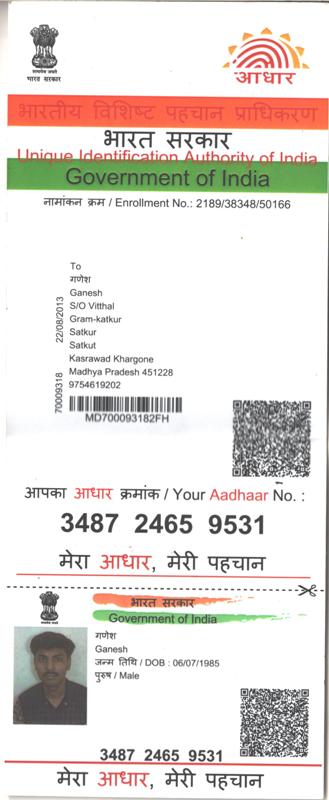 सत्यमेव जयते
भारत सरकार
आधार
भारतीय विशिष्ट पहचान प्राधिकरण
भारत सरकार
Unique Identification Authority of India
Government of India
नामांकन क्रम / Enrollment No.: 2189/38348/50166
To
गणेश
Ganesh
S/O Vitthal
Gram-katkur
Satkur
Satkut
Kasrawad Khargone
Madhya Pradesh 451228
9754619202
22/08/2013
70009318
MD700093182FH
आपका आधार क्रमांक / Your Aadhaar No. :
3487 2465 9531
मेरा आधार, मेरी पहचान
भारत सरकार
Government of India
गणेश
Ganesh
जन्म तिथि / DOB : 06/07/1985
पुरुष / Male
3487 2465 9531
मेरा आधार, मेरी पहचान